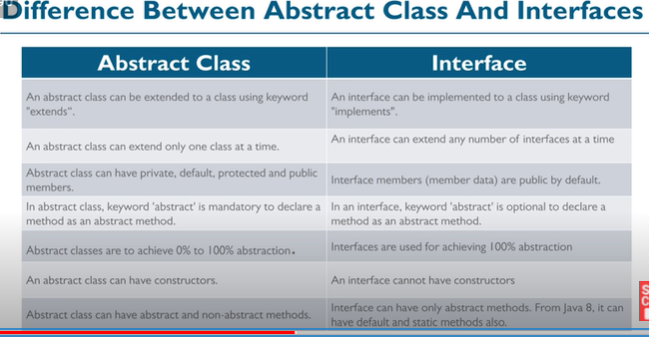 Difference Between Abstract Class And Interfaces
Abstract Class
Interface
An abstract class can be extended to a class using keyword
"extends".
An interface can be implemented to a class using keyword
"implements".
An abstract class can extend only one class at a time.
An interface can extend any number of interfaces at a time
Abstract class can have private, default, protected and public
members.
Interface members (member data) are public by default.
In abstract class, keyword 'abstract' is mandatory to declare a
method as an abstract method.
In an interface, keyword 'abstract' is optional to declare a
method as an abstract method.
Abstract classes are to achieve 0% to 100% abstraction.
Interfaces are used for achieving 100% abstraction
An abstract class can have constructors.
An interface cannot have constructors
Abstract class can have abstract and non-abstract methods.
Interface can have only abstract methods. From Java 8, it can
have default and static methods also.